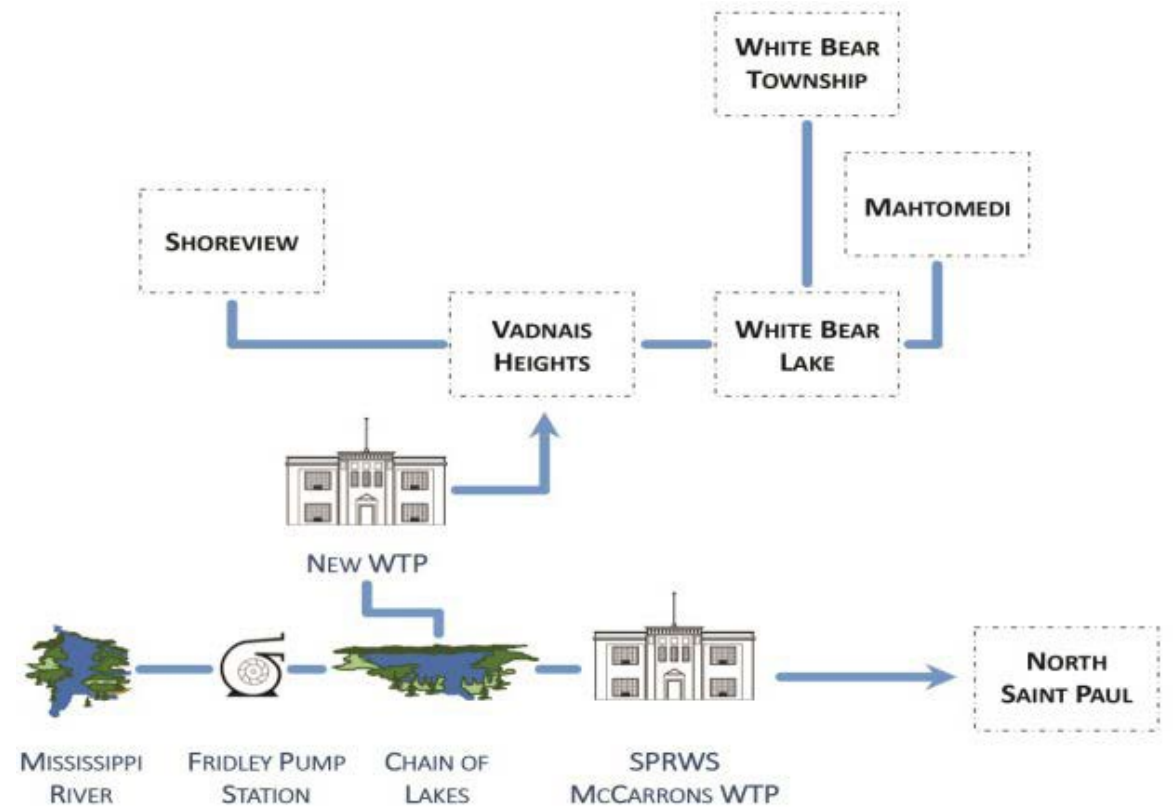 WHITE BEAR
TOWNSHIP
MAHTOMEDI
SHOREVIEW
VADNAIS
HEIGHTS
WHITE BEAR
LAKE
NEW WTP
NORTH
SAINT PAUL
MISSISSIPPI
RIVER
FRIDLEY PUMP
STATION
CHAIN OF
LAKES
SPRWS
MCCARRONS WTP